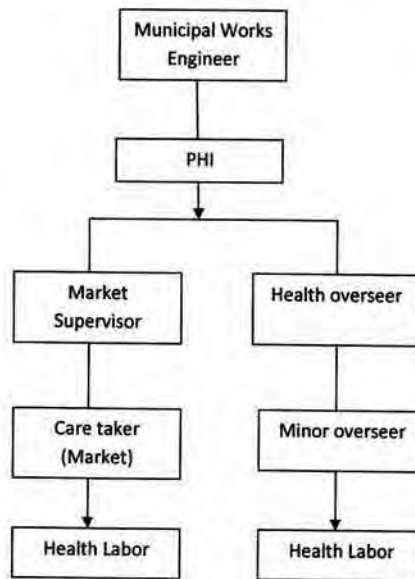 Municipal Works
Engineer
PHI
Market
Supervisor
Health overseer
Care taker
(Market)
Minor overseer
Health Labor
Health Labor